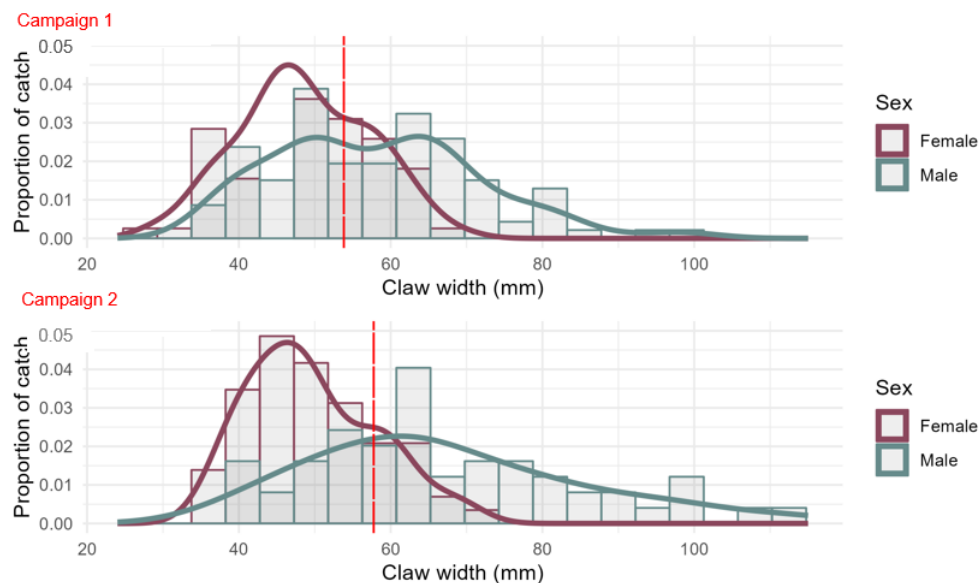 Campaign 1
Proportion of catch
0.05
0.04
0.03
0.02
0.01
0.00
20 40 60 80 100
Claw width (mm)
Sex
Female
Male
Campaign 2
Proportion of catch
0.05
0.04
0.03
0.02
0.01
0.00
20 40 60 80 100
Claw width (mm)
Sex
Female
Male